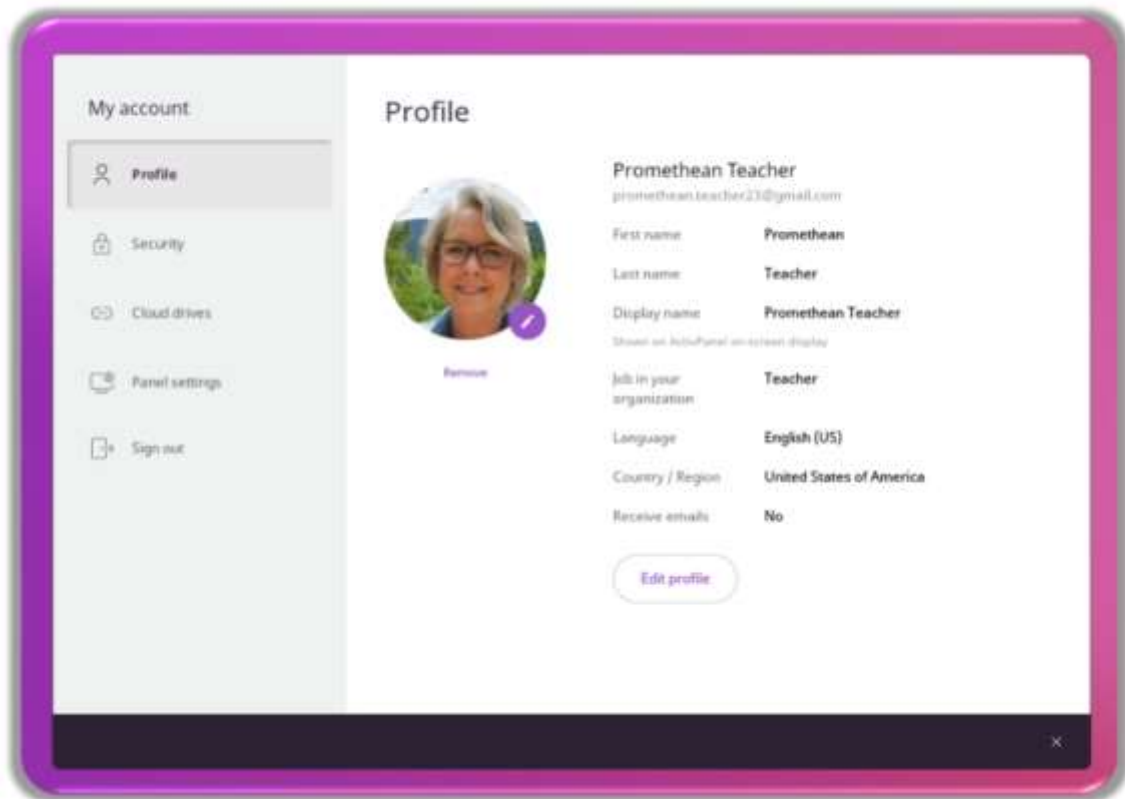 My account
Profile
Security
Cloud drives
Panel settings
Sign out
Profile
Remove
Promethean Teacher
promethean.teacher23@gmail.com
First name Promethean
Last name Teacher
Display name Promethean Teacher
Shown on ActivPanel on-screen display
Job in your Teacher
organization
Language English (US)
Country / Region United States of America
Receive emails No
Edit profile